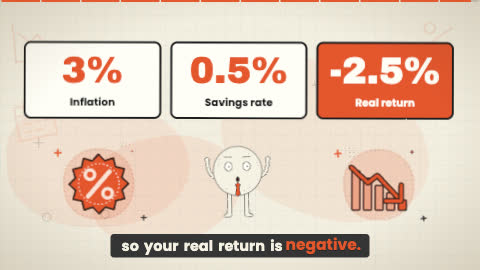 3%
Inflation
0.5%
Savings rate
-2.5%
Real return
%
so your real return is negative.